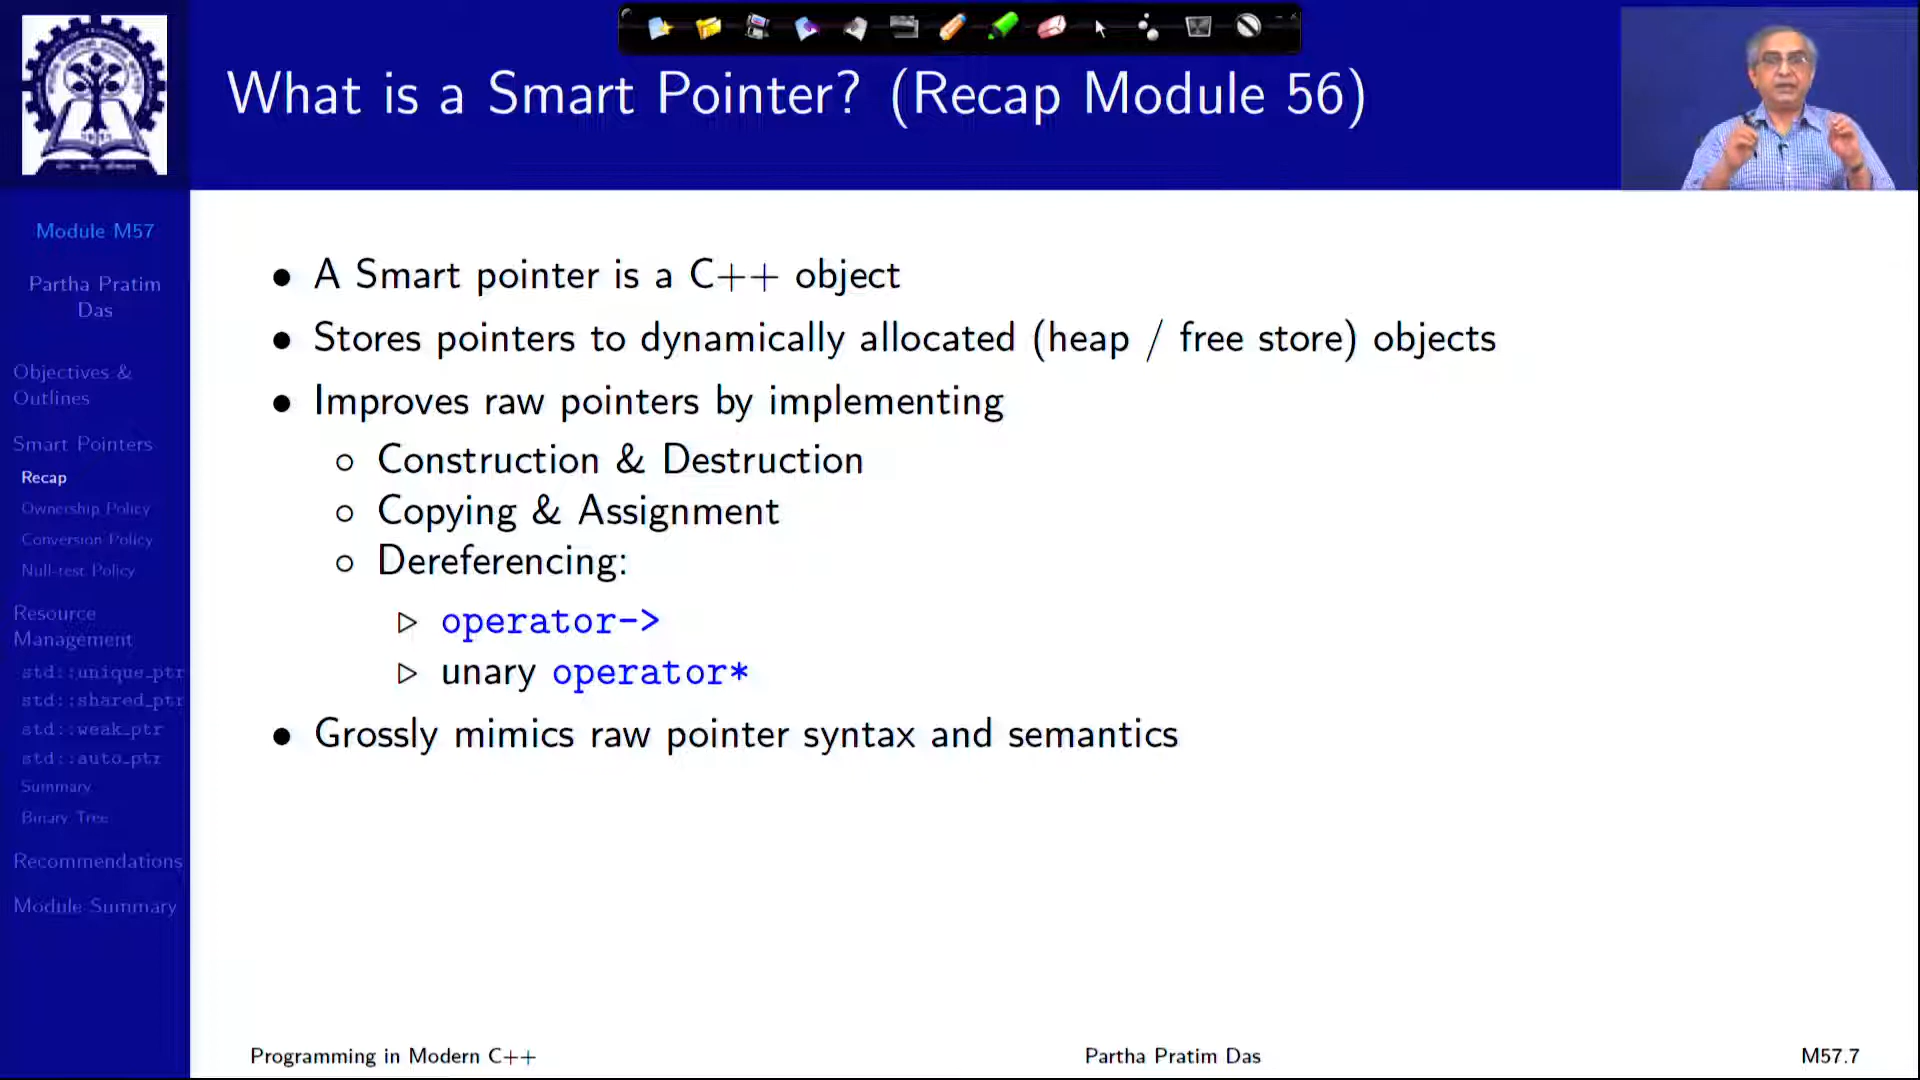 What is a Smart Pointer? (Recap Module 56)
Module M57
Partha Pratim
Das
Objectives &
Outlines
Smart Pointers
Recap
Ownership Policy
Conversion Policy
Null-test Policy
Resource
Management
std::unique_ptr
std::shared_ptr
std::weak_ptr
std::auto_ptr
Summary
Binary Tree
Recommendations
Module Summary
• A Smart pointer is a C++ object
• Stores pointers to dynamically allocated (heap / free store) objects
• Improves raw pointers by implementing
◦ Construction & Destruction
◦ Copying & Assignment
◦ Dereferencing:
▷ operator->
▷ unary operator*
• Grossly mimics raw pointer syntax and semantics
Programming in Modern C++
Partha Pratim Das
M57.7